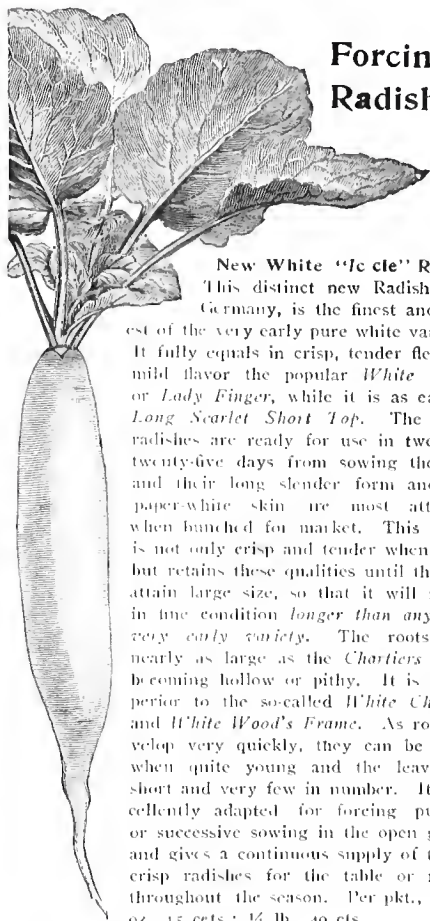 Forcin
Radish
New White "Ic cle" R
This distinct new Radish
Germany, is the finest and
est of the very early pure white va
It fully equals in crisp, tender fle
mild flavor the popular White
or Lady Finger, while it is as ea
Long Scarlet Short Top. The
radishes are ready for use in twe
twenty-five days from sowing the
and their long slender form and
paper-white skin are most att
when bunched for market. This
is not only crisp and tender when
but retains these qualities until th
attain large size, so that it will
in fine condition longer than any
very early variety. The roots
nearly as large as the Chartiers
becoming hollow or pithy. It is
perior to the so-called White Ch
and White Wood's Frame. As ro
velop very quickly, they can be
when quite young and the leav
short and very few in number. It
cellently adapted for forcing pu
or successive sowing in the open g
and gives a continuous supply of t
crisp radishes for the table or
throughout the season. Per pkt.,
oz. 15 cts.; ¼ lb. 40 cts.